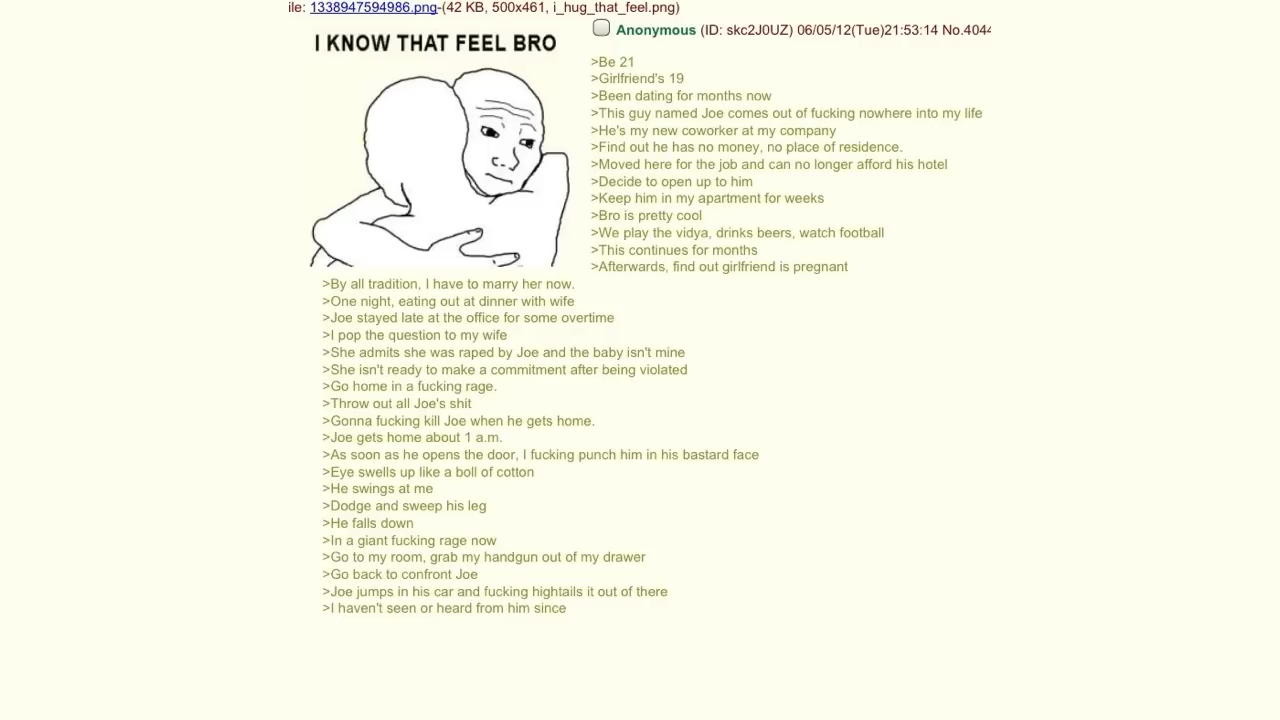 ile: 1338947594986.png-(42 KB, 500x461, i_hug_that_feel.png)
I KNOW THAT FEEL BRO
Anonymous (ID: skc2J0UZ) 06/05/12(Tue)21:53:14 No.4044
>Be 21
>Girlfriend's 19
>Been dating for months now
>This guy named Joe comes out of fucking nowhere into my life
>He's my new coworker at my company
>Find out he has no money, no place of residence.
>Moved here for the job and can no longer afford his hotel
>Decide to open up to him
>Keep him in my apartment for weeks
>Bro is pretty cool
>We play the vidya, drinks beers, watch football
>This continues for months
>Afterwards, find out girlfriend is pregnant
>By all tradition, I have to marry her now.
>One night, eating out at dinner with wife
>Joe stayed late at the office for some overtime
>I pop the question to my wife
>She admits she was raped by Joe and the baby isn't mine
>She isn't ready to make a commitment after being violated
>Go home in a fucking rage.
>Throw out all Joe's shit
>Gonna fucking kill Joe when he gets home.
>Joe gets home about 1 a.m.
>As soon as he opens the door, I fucking punch him in his bastard face
>Eye swells up like a boll of cotton
>He swings at me
>Dodge and sweep his leg
>He falls down
>In a giant fucking rage now
>Go to my room, grab my handgun out of my drawer
>Go back to confront Joe
>Joe jumps in his car and fucking hightails it out of there
>I haven't seen or heard from him since